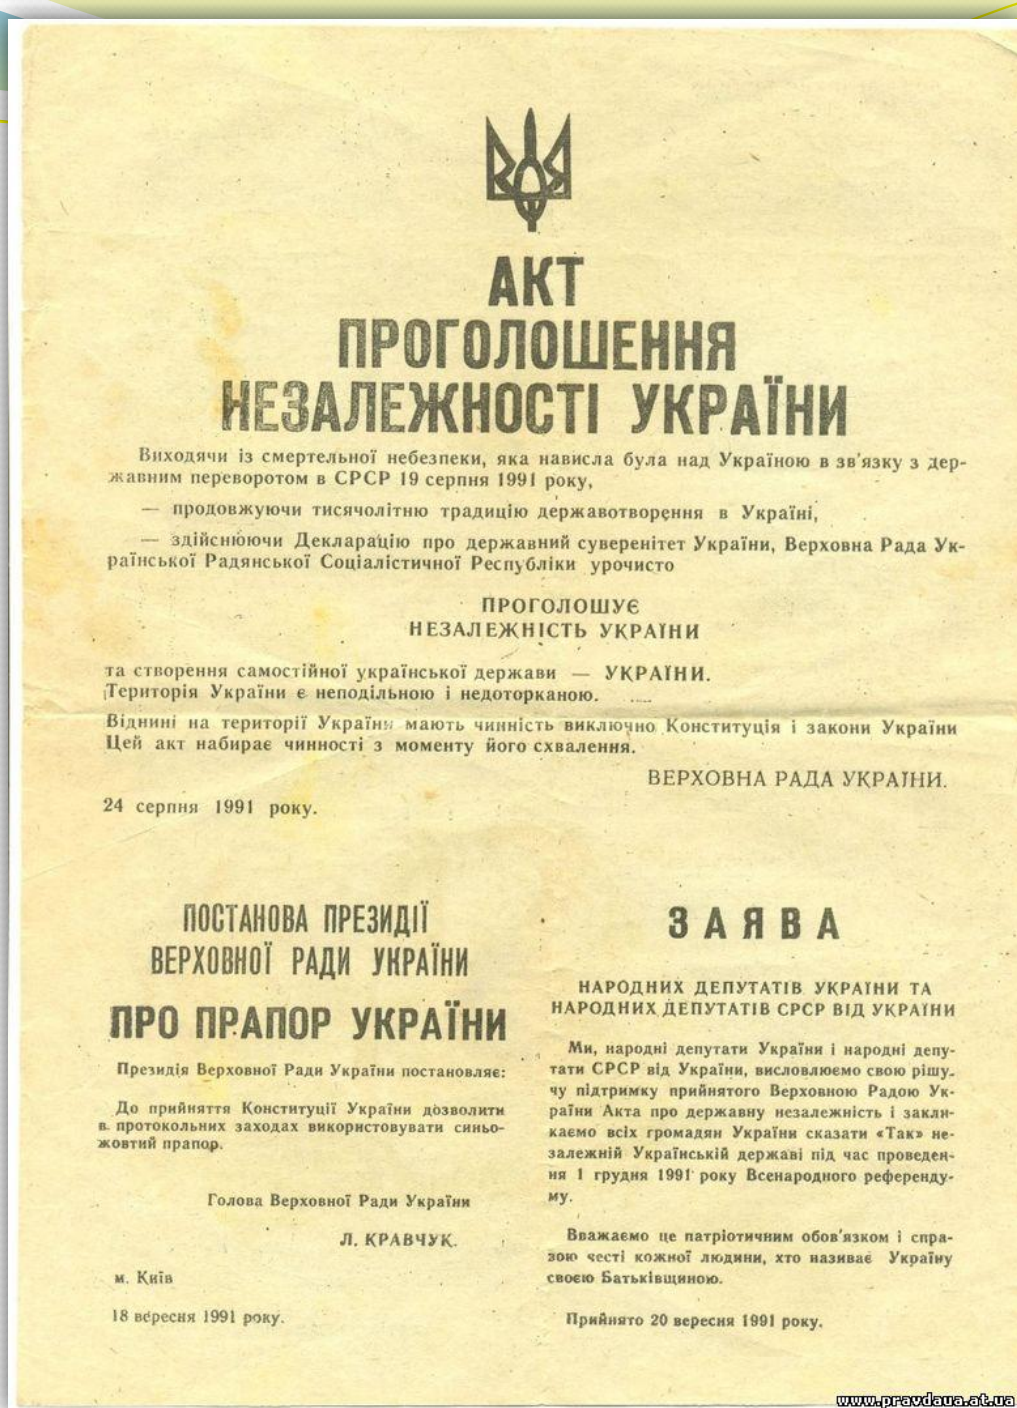 АКТ
ПРОГОЛОШЕННЯ
НЕЗАЛЕЖНОСТІ УКРАЇНИ
Виходячи із смертельної небезпеки, яка нависла була над Україною в зв'язку з дер-
жавним переворотом в СРСР 19 серпня 1991 року,
— продовжуючи тисячолітню традицію державотворення в Україні,
— здійснюючи Декларацію про державний суверенітет України, Верховна Рада Ук-
раїнської Радянської Соціалістичної Республіки урочисто
ПРОГОЛОШУЄ
НЕЗАЛЕЖНІСТЬ УКРАЇНИ
та створення самостійної української держави — УКРАЇНИ.
Територія України є неподільною і недоторканою.
Віднині на території України мають чинність виключно Конституція і закони України
Цей акт набирає чинності з моменту його схвалення.
ВЕРХОВНА РАДА УКРАЇНИ.
24 серпня 1991 року.
ПОСТАНОВА ПРЕЗИДІЇ
ВЕРХОВНОЇ РАДИ УКРАЇНИ
ПРО ПРАПОР УКРАЇНИ
Президія Верховної Ради України постановляє:
До прийняття Конституції України дозволити
в протокольних заходах використовувати синьо-
жовтий прапор.
Голова Верховної Ради України
Л. КРАВЧУК.
м. Київ
18 вересня 1991 року.
ЗАЯВА
НАРОДНИХ ДЕПУТАТІВ УКРАЇНИ ТА
НАРОДНИХ ДЕПУТАТІВ СРСР ВІД УКРАЇНИ
Ми, народні депутати України і народні депу-
тати СРСР від України, висловлюємо свою рішу-
чу підтримку прийнятого Верховною Радою Ук-
раїни Акта про державну незалежність і закли-
каємо всіх громадян України сказати «Так» не-
залежній Українській державі під час проведен-
ня 1 грудня 1991 року Всенародного референду-
му.
Вважаємо це патріотичним обов'язком і спра-
вою честі кожної людини, хто називає Україну
своєю Батьківщиною.
Прийнято 20 вересня 1991 року.
www.pravdaua.at.ua